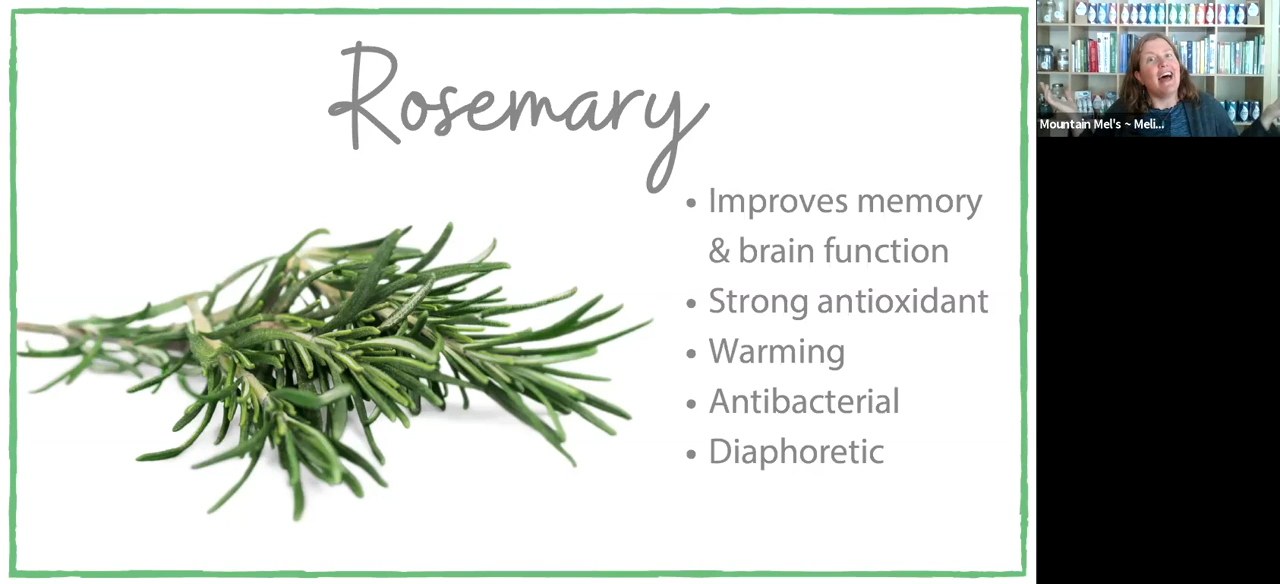 Rosemary
• Improves memory
& brain function
• Strong antioxidant
• Warming
• Antibacterial
• Diaphoretic
Mountain Mel's ~ Meli...